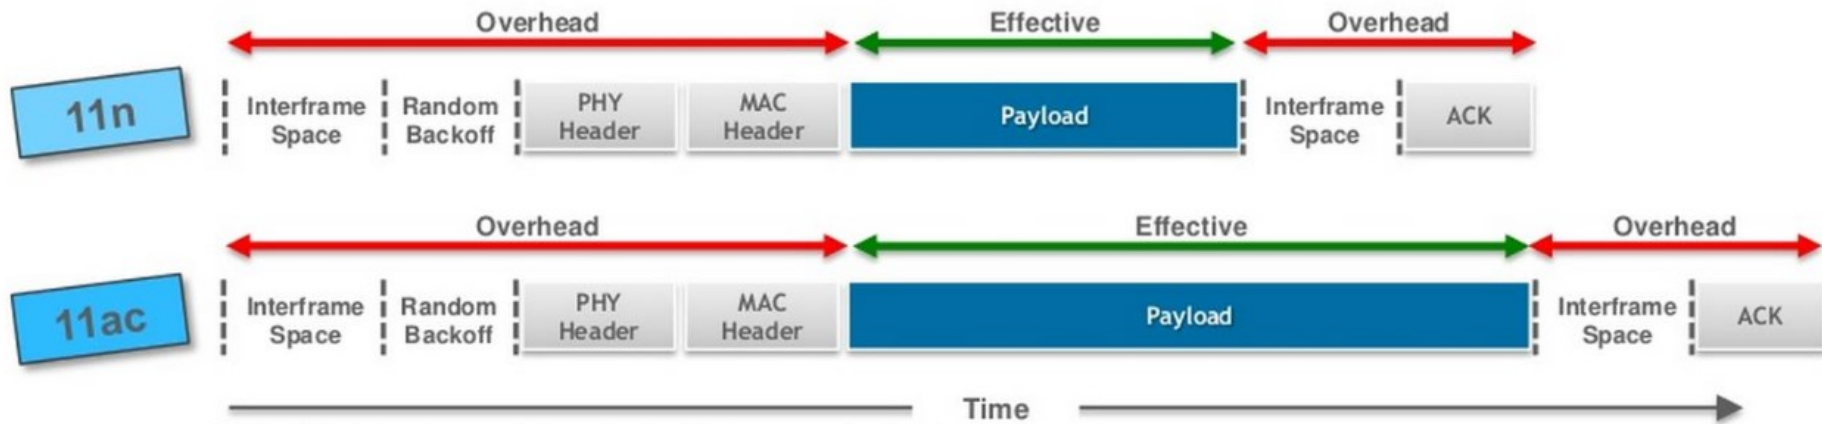 Overhead Effective Overhead
11n
Interframe Random PHY MAC Payload Interframe ACK
Space Backoff Header Header Space
Overhead Effective Overhead
11ac
Interframe Random PHY MAC Payload Interframe ACK
Space Backoff Header Header Space
Time